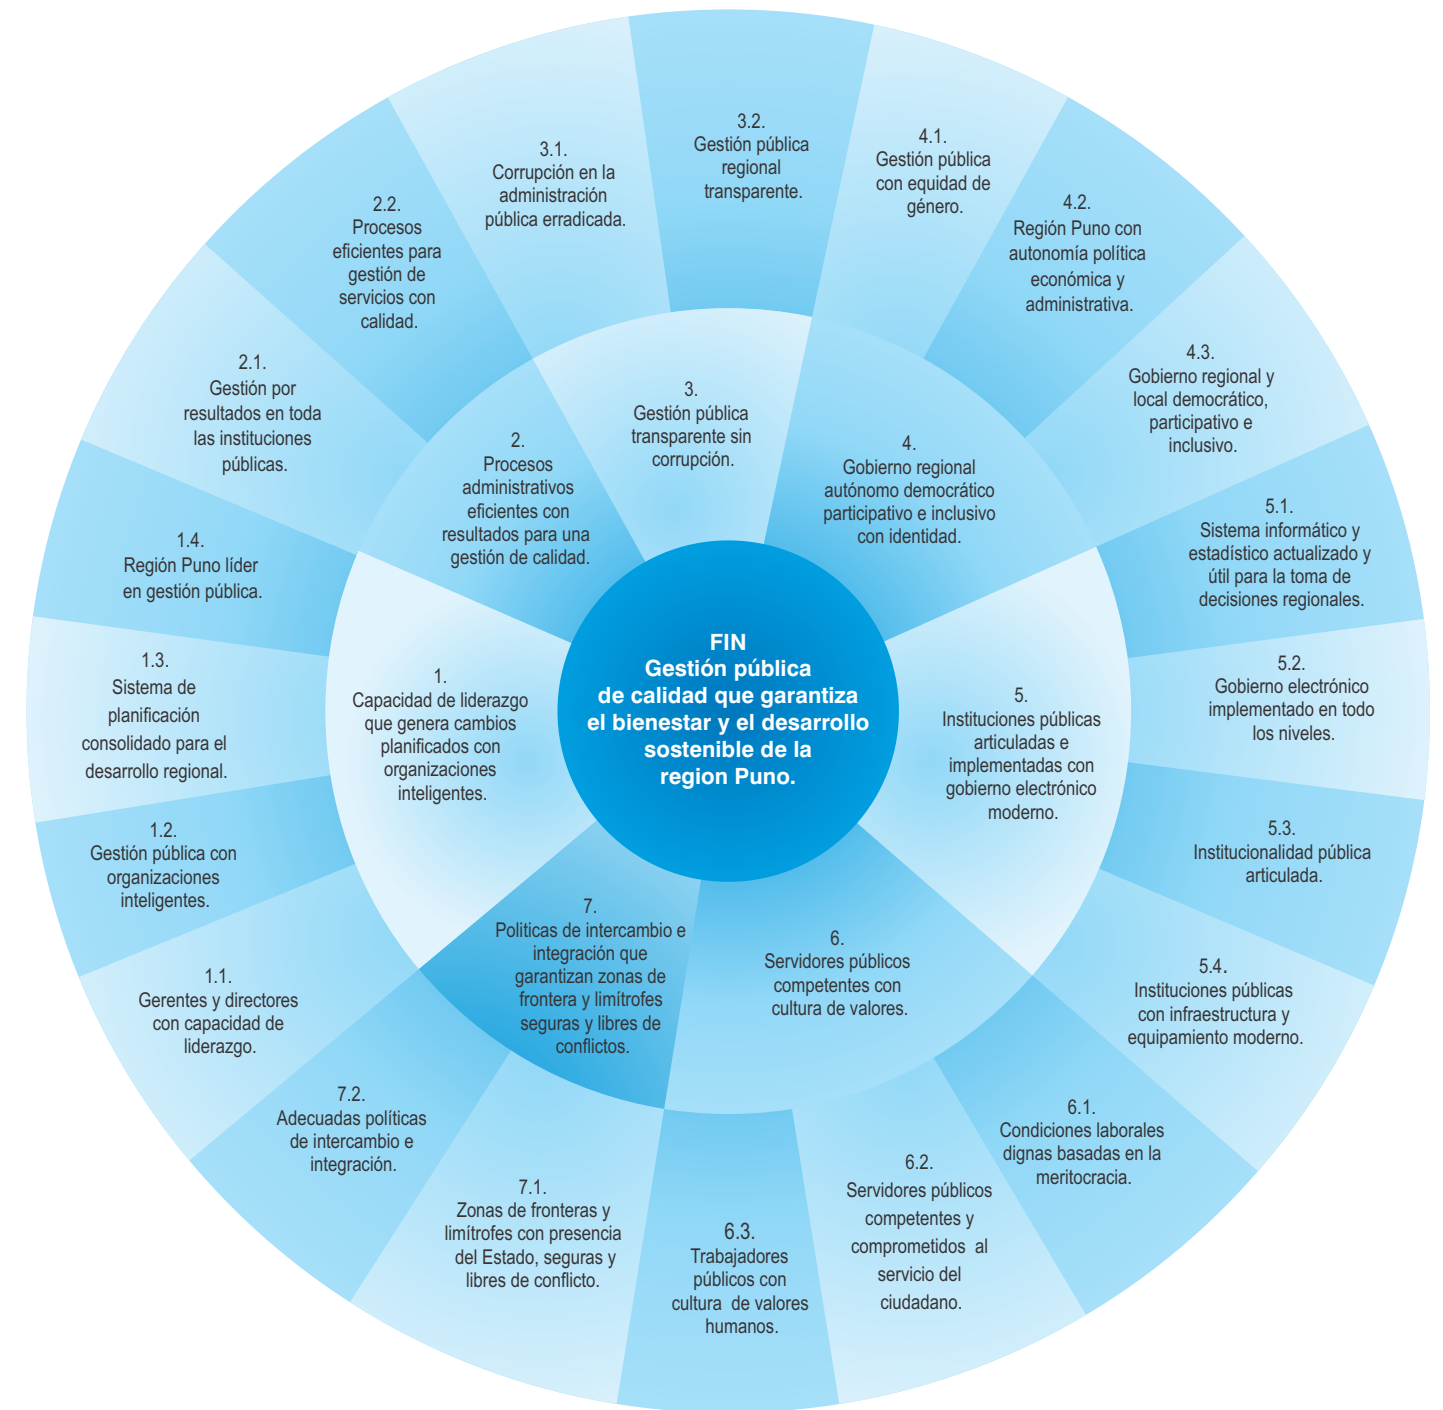 FIN
Gestión pública
de calidad que garantiza
el bienestar y el desarrollo
sostenible de la
region Puno.
1.
Capacidad de liderazgo
que genera cambios
planificados con
organizaciones
inteligentes.
2.
Procesos
administrativos
eficientes con
resultados para una
gestión de calidad.
3.
Gestión pública
transparente sin
corrupción.
4.
Gobierno regional
autónomo democrático
participativo e inclusivo
con identidad.
5.
Instituciones públicas
articuladas e
implementadas con
gobierno electrónico
moderno.
6.
Servidores públicos
competentes con
cultura de valores.
7.
Politicas de intercambio e
integración que
garantizan zonas de
frontera y limítrofes
seguras y libres de
conflictos.
1.1.
Gerentes y directores
con capacidad de
liderazgo.
1.2.
Gestión pública con
organizaciones
inteligentes.
1.3.
Sistema de
planificación
consolidado para el
desarrollo regional.
1.4.
Región Puno líder
en gestión pública.
2.1.
Gestión por
resultados en toda
las instituciones
públicas.
2.2.
Procesos
eficientes para
gestión de
servicios con
calidad.
3.1.
Corrupción en la
administración
pública erradicada.
3.2.
Gestión pública
regional
transparente.
4.1.
Gestión pública
con equidad de
género.
4.2.
Región Puno con
autonomía política
económica y
administrativa.
4.3.
Gobierno regional y
local democrático,
participativo e
inclusivo.
5.1.
Sistema informático y
estadístico actualizado y
útil para la toma de
decisiones regionales.
5.2.
Gobierno electrónico
implementado en todo
los niveles.
5.3.
Institucionalidad pública
articulada.
5.4.
Instituciones públicas
con infraestructura y
equipamiento moderno.
6.1.
Condiciones laborales
dignas basadas en la
meritocracia.
6.2.
Servidores públicos
competentes y
comprometidos al
servicio del
ciudadano.
6.3.
Trabajadores
públicos con
cultura de valores
humanos.
7.1.
Zonas de fronteras y
limítrofes con presencia
del Estado, seguras y
libres de conflicto.
7.2.
Adecuadas políticas
de intercambio e
integración.